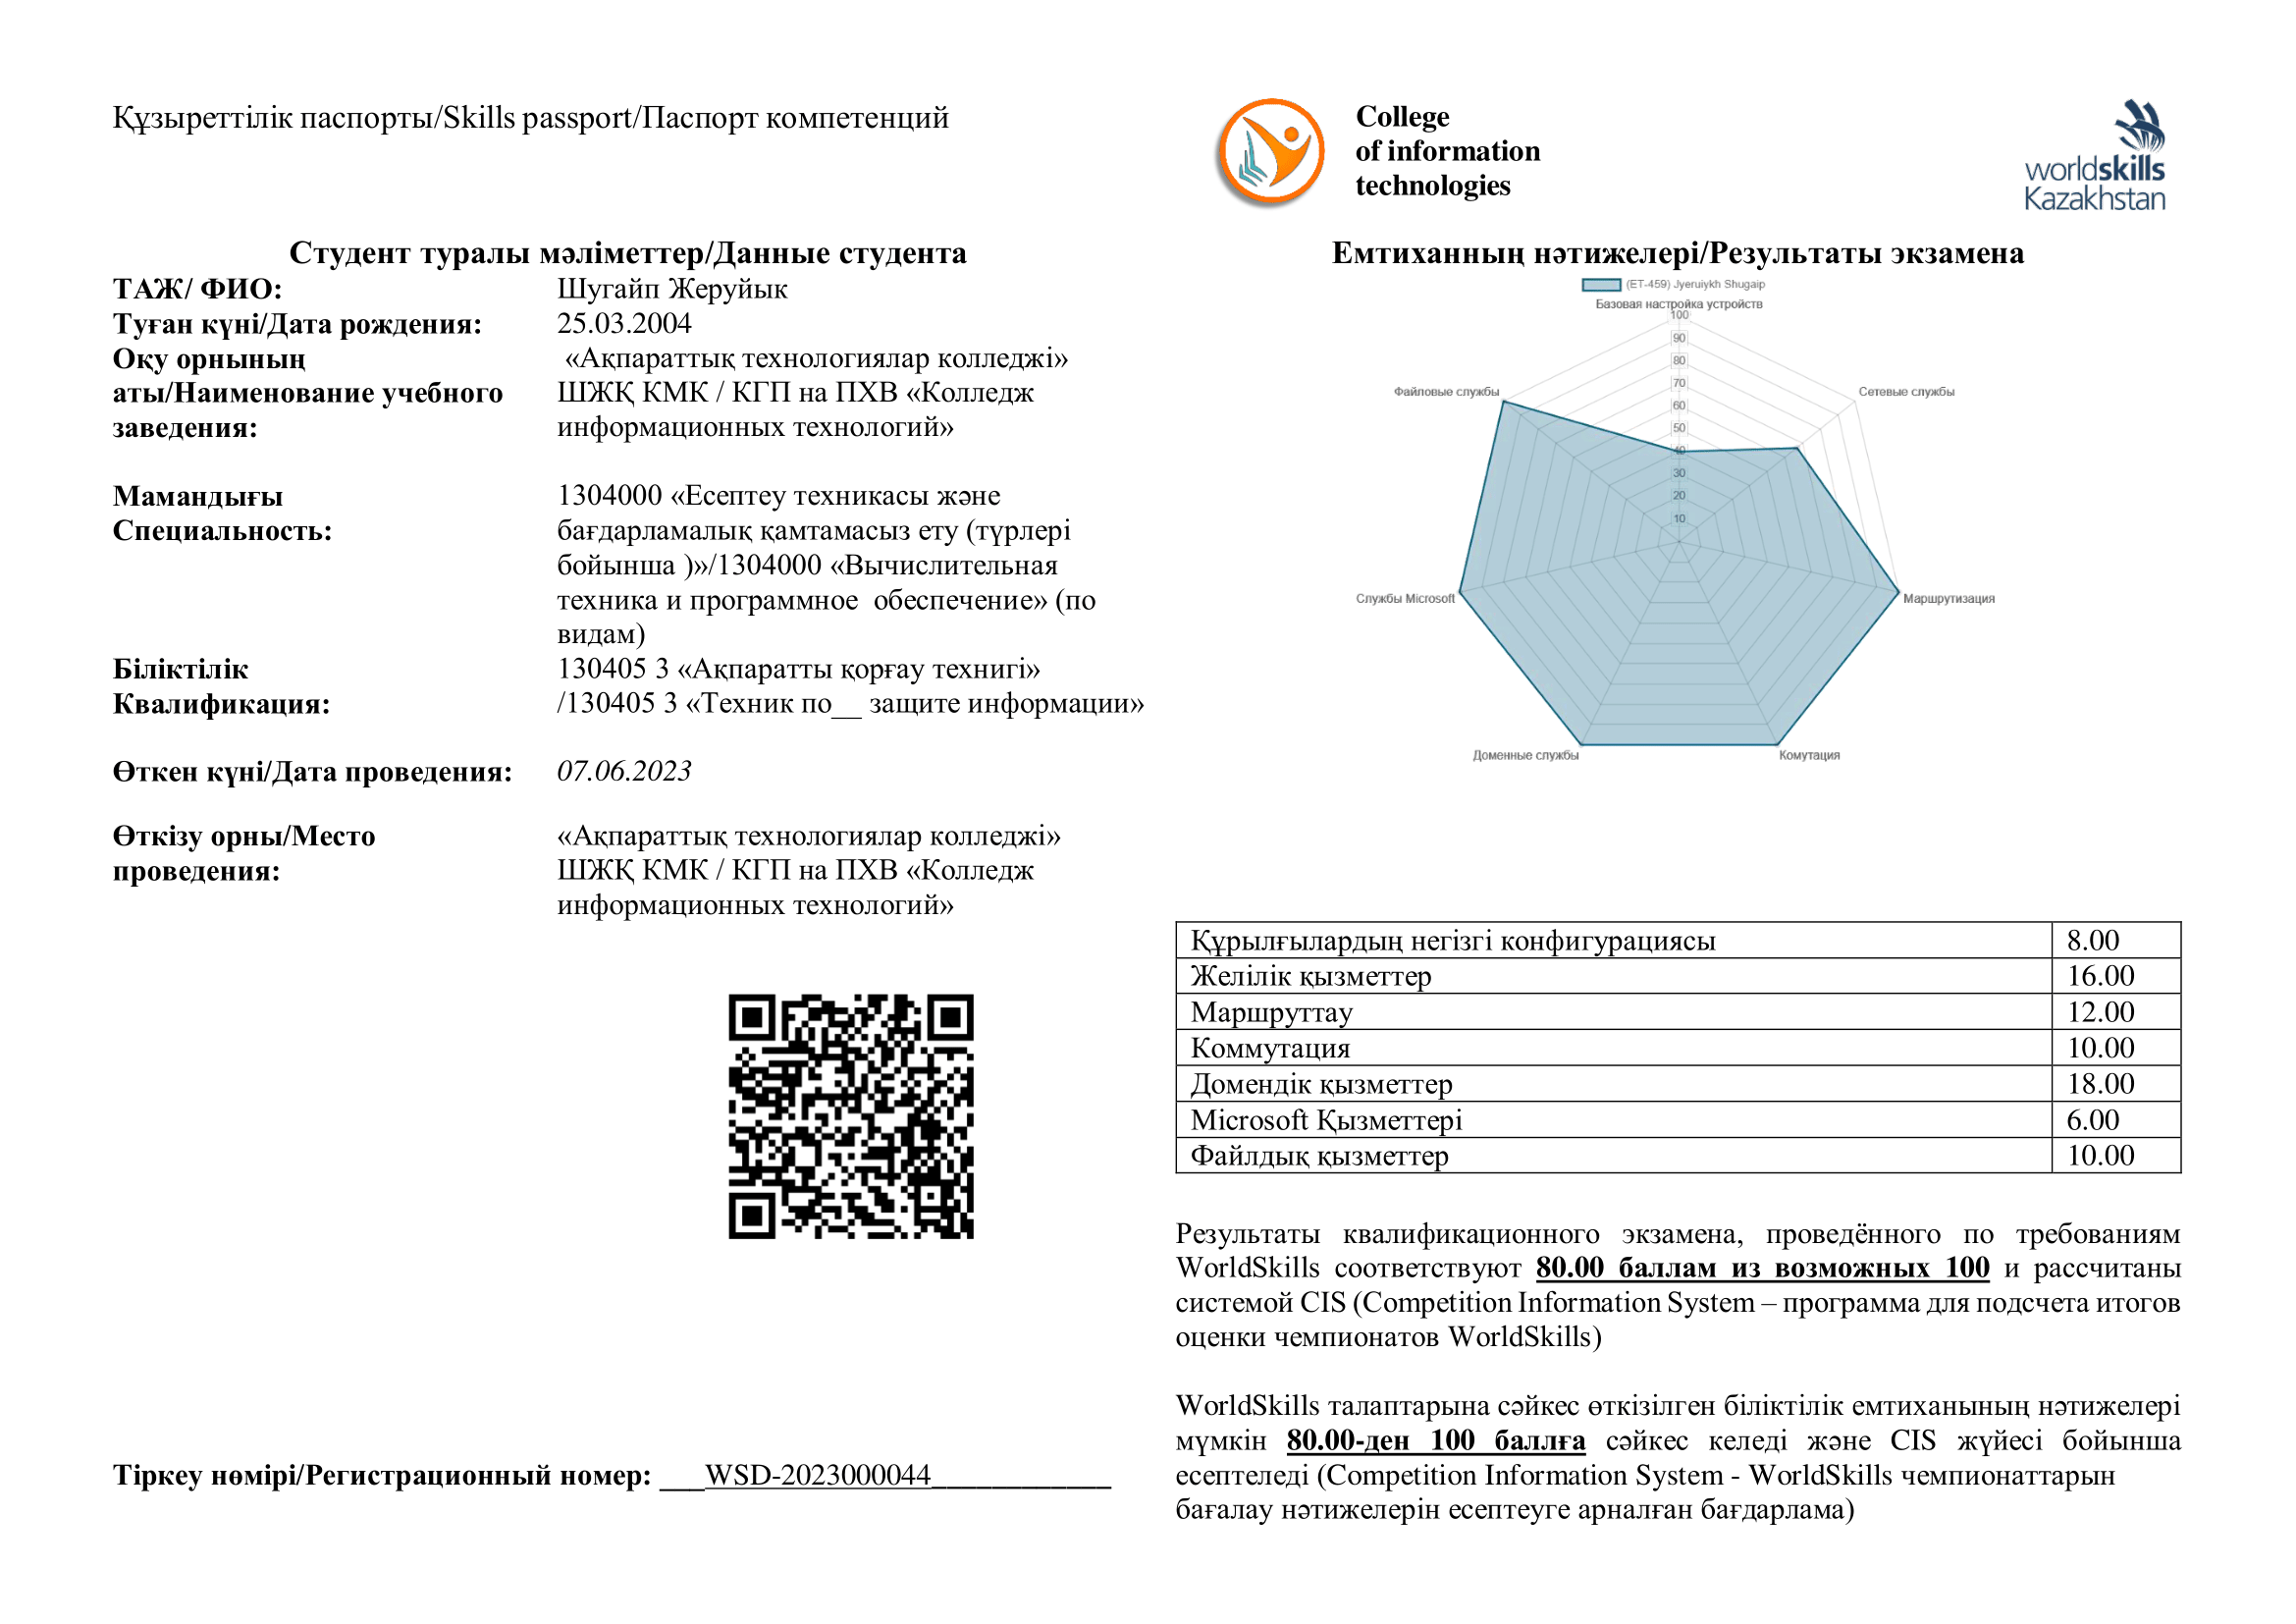 Құзыреттілік паспорты/Skills passport/Паспорт компетенций
College
of information
technologies
worldskills
Kazakhstan
Студент туралы мәліметтер/Данные студента
ТАЖ/ ФИО:
Шугайп Жеруйык
Туған күні/Дата рождения:
25.03.2004
Оқу орнының
аты/Наименование учебного
заведения:
«Ақпараттық технологиялар колледжі»
ШЖҚ КМК / КГП на ПХВ «Колледж
информационных технологий»
Мамандығы
Специальность:
1304000 «Есептеу техникасы және
бағдарламалық қамтамасыз ету (түрлері
бойынша )»/1304000 «Вычислительная
техника и программное  обеспечение» (по
видам)
Біліктілік
Квалификация:
130405 3 «Ақпаратты қорғау технигі»
/130405 3 «Техник по__ защите информации»
Өткен күні/Дата проведения:
07.06.2023
Өткізу орны/Место
проведения:
«Ақпараттық технологиялар колледжі»
ШЖҚ КМК / КГП на ПХВ «Колледж
информационных технологий»
Тіркеу нөмірі/Регистрационный номер: ___WSD-2023000044____________
Емтиханның нәтижелері/Результаты экзамена
(ET-459) Jyeruiykh Shugaip
Базовая настройка устройств
100
90
80
70
60
50
40
30
20
10
Файловые службы
Сетевые службы
Службы Microsoft
Маршрутизация
Доменные службы
Комутация
Құрылғылардың негізгі конфигурациясы 8.00
Желілік қызметтер 16.00
Маршруттау 12.00
Коммутация 10.00
Домендік қызметтер 18.00
Microsoft Қызметтері 6.00
Файлдық қызметтер 10.00
Результаты квалификационного экзамена, проведённого по требованиям
WorldSkills соответствуют 80.00 баллам из возможных 100 и рассчитаны
системой CIS (Competition Information System – программа для подсчета итогов
оценки чемпионатов WorldSkills)
WorldSkills талаптарына сәйкес өткізілген біліктілік емтиханының нәтижелері
мүмкін 80.00-ден 100 баллға сәйкес келеді және CIS жүйесі бойынша
есептеледі (Competition Information System - WorldSkills чемпионаттарын
бағалау нәтижелерін есептеуге арналған бағдарлама)